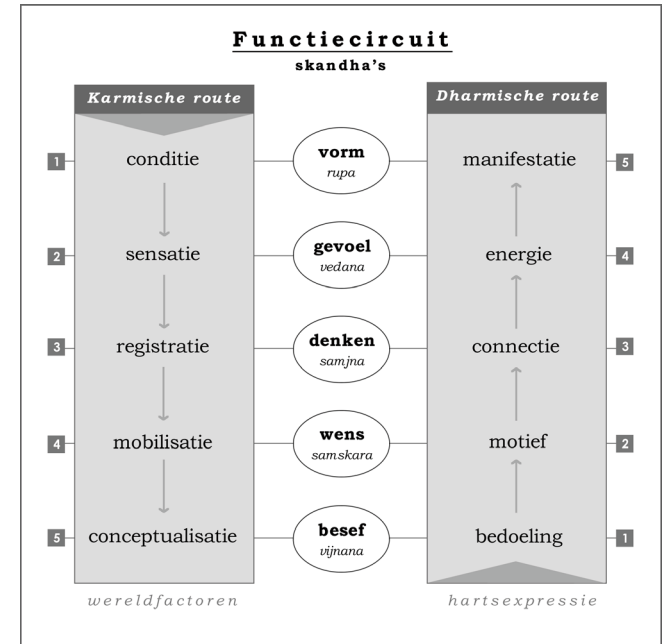 Functiecircuit
skandha's
Karmische route
Dharmische route
1 conditie vorm manifestatie 5
rupa
2 sensatie gevoel energie 4
vedana
3 registratie denken connectie 3
samjna
4 mobilisatie wens motief 2
samskara
5 conceptualisatie besef bedoeling 1
vijnana
wereldfactoren
hartsexpressie